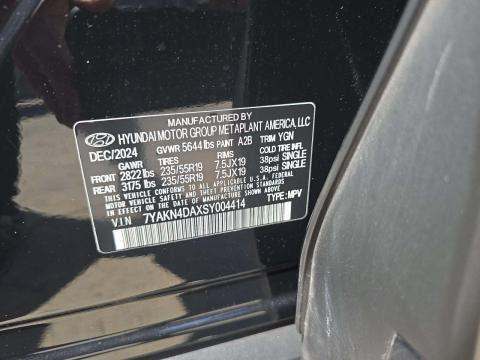 MANUFACTURED BY
HYUNDAI MOTOR GROUP METAPLANT AMERICA, LLC
DEC/2024 GVWR 5644 lbs PAINT A2B TRIM YGN
GAWR TIRES RIMS COLD TIRE INFL
FRONT 2822 lbs 235/55R19 7.5JX19 38psi SINGLE
REAR 3175 lbs 235/55R19 7.5JX19 38psi SINGLE
THIS VEHICLE CONFORMS TO ALL APPLICABLE U.S.A. FEDERAL
MOTOR VEHICLE SAFETY, BUMPER, AND THEFT PREVENTION
STANDARDS IN EFFECT ON THE DATE OF MANUFACTURE SHOWN
ABOVE.
VIN 7YAKN4DAXSY004414 TYPE: MPV